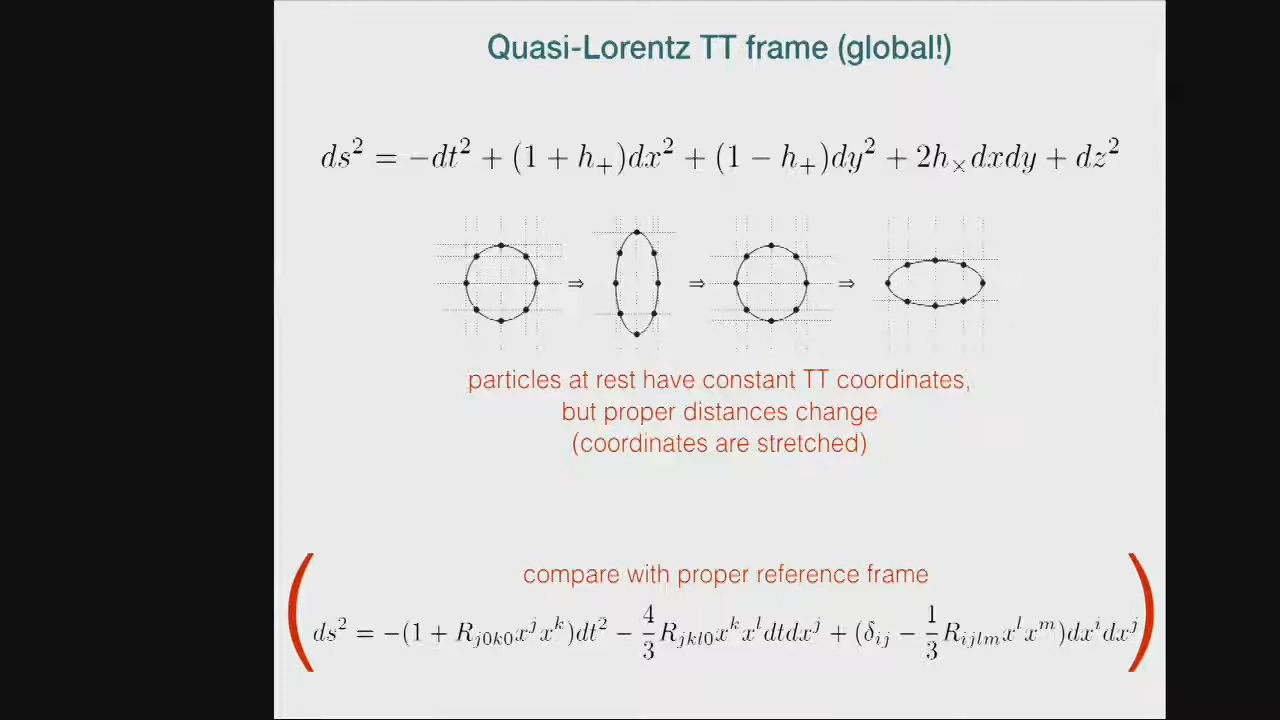 Quasi-Lorentz TT frame (global!)
ds² = −dt² + (1 + h₊)dx² + (1 − h₊)dy² + 2h_×dxdy + dz²
⇒ ⇒ ⇒
particles at rest have constant TT coordinates,
but proper distances change
(coordinates are stretched)
compare with proper reference frame
( ds² = −(1 + R_{j0k0}x^j x^k)dt² − 4/3 R_{jkl0}x^k x^l dtdx^j + (δ_{ij} − 1/3 R_{ijlm}x^l x^m)dx^i dx^j )